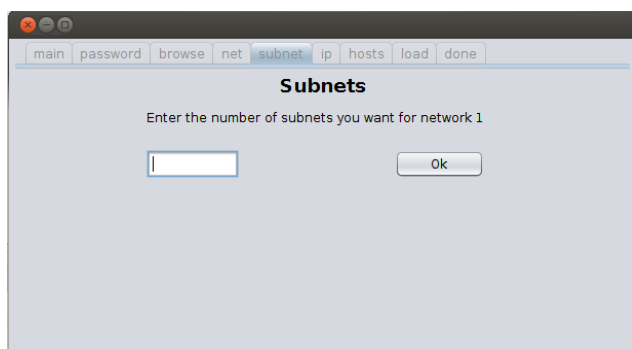 main password browse net subnet ip hosts load done
Subnets
Enter the number of subnets you want for network 1
Ok